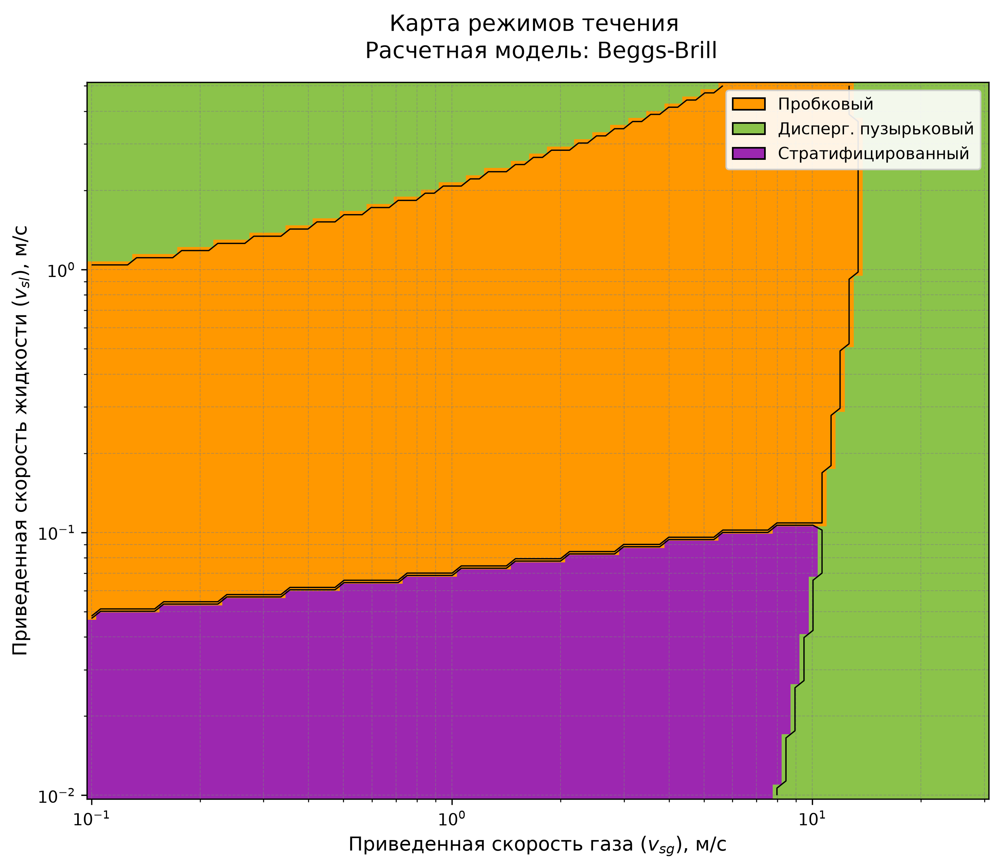 Карта режимов течения
Расчетная модель: Beggs-Brill
Пробковый
Дисперг. пузырьковый
Стратифицированный
Приведенная скорость жидкости (v_sl), м/с
10⁰
10⁻¹
10⁻²
10⁻¹
10⁰
10¹
Приведенная скорость газа (v_sg), м/с